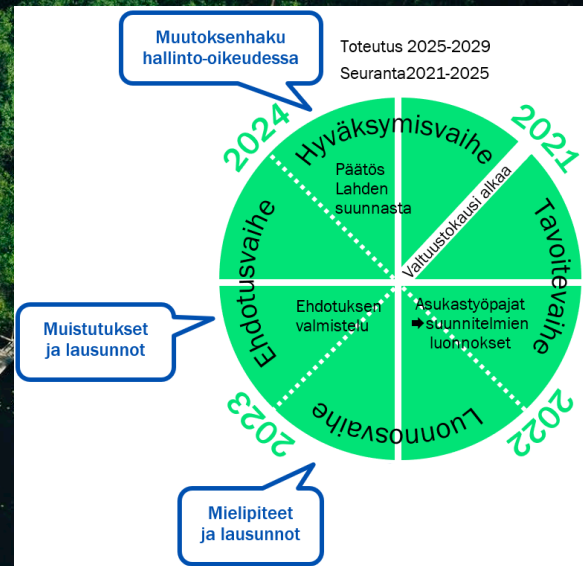 Muutoksenhaku
hallinto-oikeudessa
Toteutus 2025-2029
Seuranta2021-2025
2024
Hyväksymisvaihe
2021
Päätös
Lahden
suunnasta
Valtuustokausi alkaa
Tavoitevaihe
Ehdotusvaihe
Ehdotuksen
valmistelu
Asukastyöpajat
➡suunnitelmien
luonnokset
Muistutukset
ja lausunnot
2023
Luonnosvaihe
2022
Mielipiteet
ja lausunnot